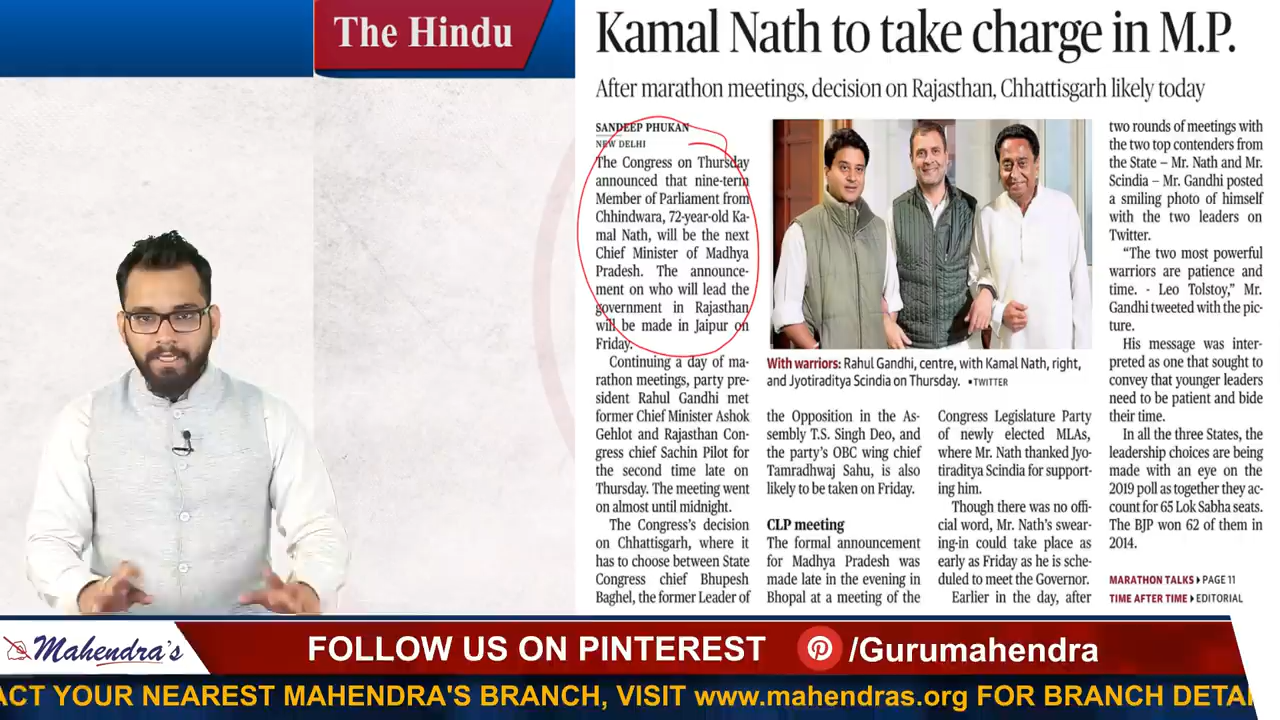 The Hindu
Kamal Nath to take charge in M.P.
After marathon meetings, decision on Rajasthan, Chhattisgarh likely today
SANDEEP PHUKAN
NEW DELHI
The Congress on Thursday
announced that nine-term
Member of Parliament from
Chhindwara, 72-year-old Ka-
mal Nath, will be the next
Chief Minister of Madhya
Pradesh. The announce-
ment on who will lead the
government in Rajasthan
will be made in Jaipur on
Friday.
Continuing a day of ma-
rathon meetings, party pre-
sident Rahul Gandhi met
former Chief Minister Ashok
Gehlot and Rajasthan Con-
gress chief Sachin Pilot for
the second time late on
Thursday. The meeting went
on almost until midnight.
The Congress's decision
on Chhattisgarh, where it
has to choose between State
Congress chief Bhupesh
Baghel, the former Leader of
With warriors: Rahul Gandhi, centre, with Kamal Nath, right,
and Jyotiraditya Scindia on Thursday. •TWITTER
the Opposition in the As-
sembly T.S. Singh Deo, and
the party's OBC wing chief
Tamradhwaj Sahu, is also
likely to be taken on Friday.
CLP meeting
The formal announcement
for Madhya Pradesh was
made late in the evening in
Bhopal at a meeting of the
Congress Legislature Party
of newly elected MLAs,
where Mr. Nath thanked Jyo-
tiraditya Scindia for support-
ing him.
Though there was no offi-
cial word, Mr. Nath's swear-
ing-in could take place as
early as Friday as he is sche-
duled to meet the Governor.
Earlier in the day, after
two rounds of meetings with
the two top contenders from
the State – Mr. Nath and Mr.
Scindia – Mr. Gandhi posted
a smiling photo of himself
with the two leaders on
Twitter.
“The two most powerful
warriors are patience and
time. - Leo Tolstoy,” Mr.
Gandhi tweeted with the pic-
ture.
His message was inter-
preted as one that sought to
convey that younger leaders
need to be patient and bide
their time.
In all the three States, the
leadership choices are being
made with an eye on the
2019 poll as together they ac-
count for 65 Lok Sabha seats.
The BJP won 62 of them in
2014.
MARATHON TALKS ▸ PAGE 11
TIME AFTER TIME ▸ EDITORIAL
Mahendra's
FOLLOW US ON PINTEREST /Gurumahendra
ACT YOUR NEAREST MAHENDRA'S BRANCH, VISIT www.mahendras.org FOR BRANCH DETAI